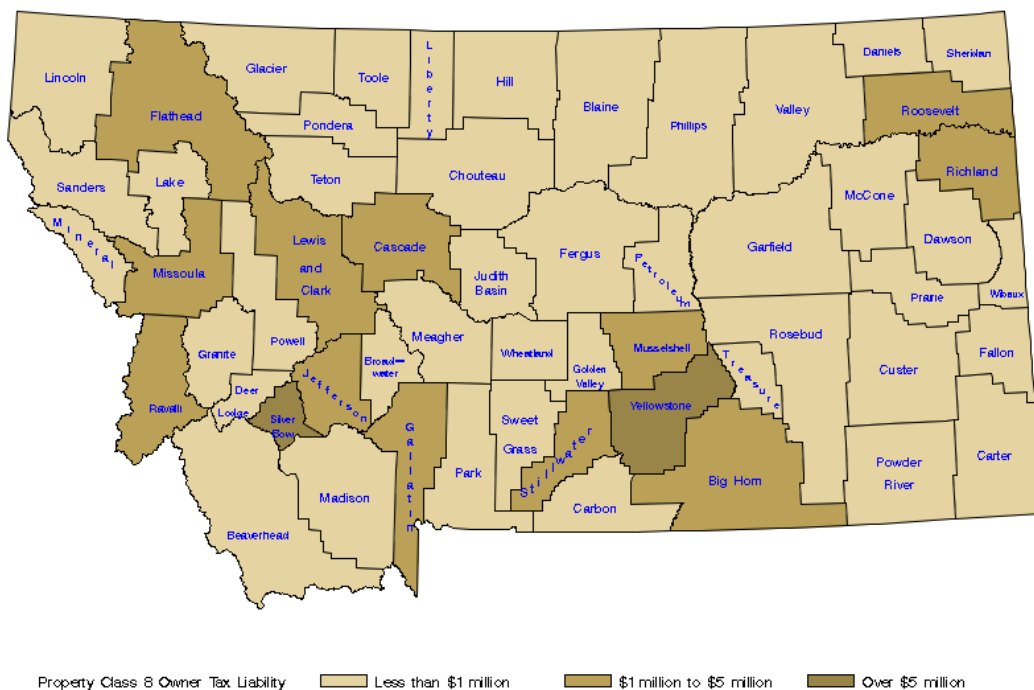 Lincoln
Flathead
Glacier
Toole
Liberty
Hill
Blaine
Phillips
Valley
Daniels
Sheridan
Roosevelt
Pondera
Teton
Chouteau
Sanders
Lake
Richland
McCone
Mineral
Missoula
Lewis
and
Clark
Cascade
Judith
Basin
Fergus
Petroleum
Garfield
Dawson
Prarie
Wibaux
Granite
Powell
Meagher
Broad-
water
Wheatland
Golden
Valley
Musselshell
Rosebud
Treasure
Custer
Fallon
Ravalli
Deer
Lodge
Silver
Bow
Jefferson
Gallatin
Park
Sweet
Grass
Stillwater
Yellowstone
Big Horn
Powder
River
Carter
Beaverhead
Madison
Carbon
Property Class 8 Owner Tax Liability Less than $1 million $1 million to $5 million Over $5 million